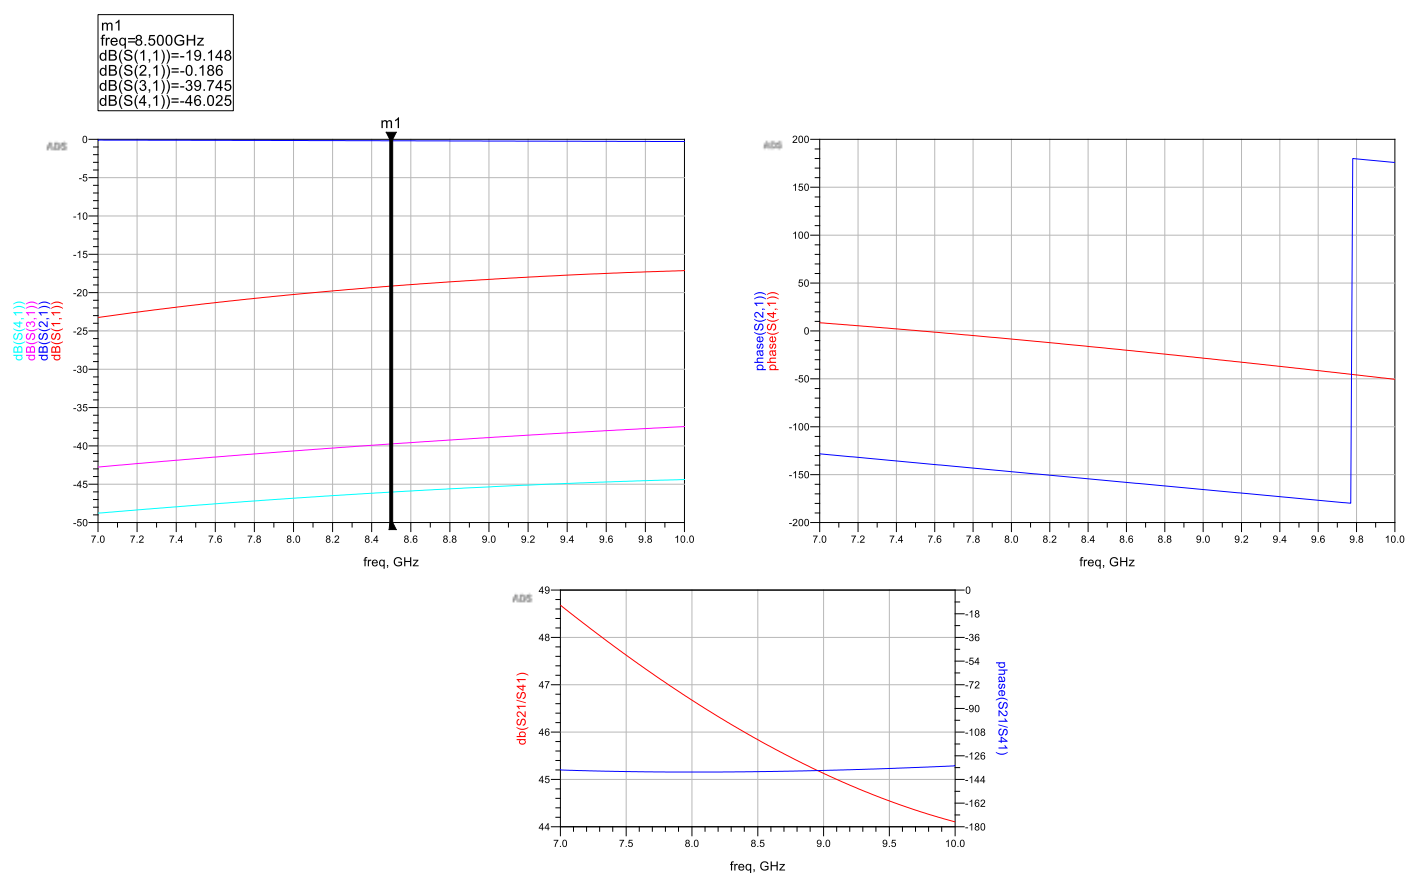 m1
freq=8.500GHz
dB(S(1,1))=-19.148
dB(S(2,1))=-0.186
dB(S(3,1))=-39.745
dB(S(4,1))=-46.025
m1
ADS
0
-5
-10
-15
-20
-25
-30
-35
-40
-45
-50
dB(S(4,1))
dB(S(3,1))
dB(S(2,1))
dB(S(1,1))
7.0 7.2 7.4 7.6 7.8 8.0 8.2 8.4 8.6 8.8 9.0 9.2 9.4 9.6 9.8 10.0
freq, GHz
ADS
200
150
100
50
0
-50
-100
-150
-200
phase(S(2,1))
phase(S(4,1))
7.0 7.2 7.4 7.6 7.8 8.0 8.2 8.4 8.6 8.8 9.0 9.2 9.4 9.6 9.8 10.0
freq, GHz
ADS
49
48
47
46
45
44
db(S21/S41)
0
-18
-36
-54
-72
-90
-108
-126
-144
-162
-180
phase(S21/S41)
7.0 7.5 8.0 8.5 9.0 9.5 10.0
freq, GHz